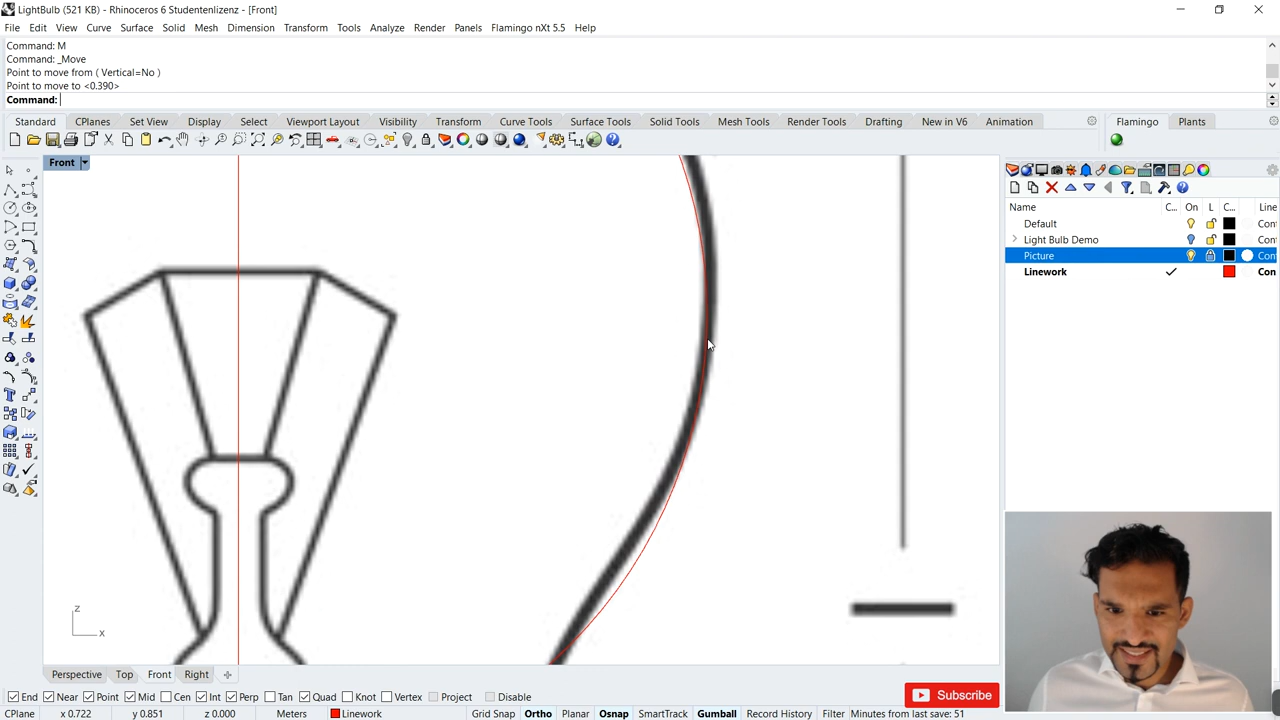 LightBulb (521 KB) - Rhinoceros 6 Studentenlizenz - [Front]
File Edit View Curve Surface Solid Mesh Dimension Transform Tools Analyze Render Panels Flamingo nXt 5.5 Help
Command: M
Command: _Move
Point to move from ( Vertical=No )
Point to move to <0.390>
Command:
Standard CPlanes Set View Display Select Viewport Layout Visibility Transform Curve Tools Surface Tools Solid Tools Mesh Tools Render Tools Drafting New in V6 Animation Flamingo Plants
Front
Name C... On L C... Line
Default Con
Light Bulb Demo Con
Picture Con
Linework Con
z
x
Perspective Top Front Right
End Near Point Mid Cen Int Perp Tan Quad Knot Vertex Project Disable
Subscribe
CPlane x 0.722 y 0.851 z 0.000 Meters Linework Grid Snap Ortho Planar Osnap SmartTrack Gumball Record History Filter Minutes from last save: 51